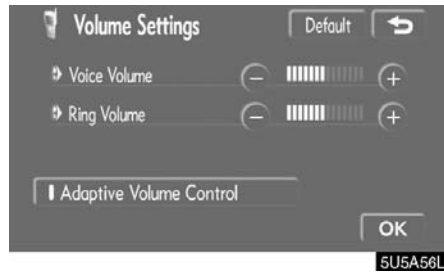 Volume Settings Default
Voice Volume − +
Ring Volume − +
Adaptive Volume Control
OK
5U5A56L